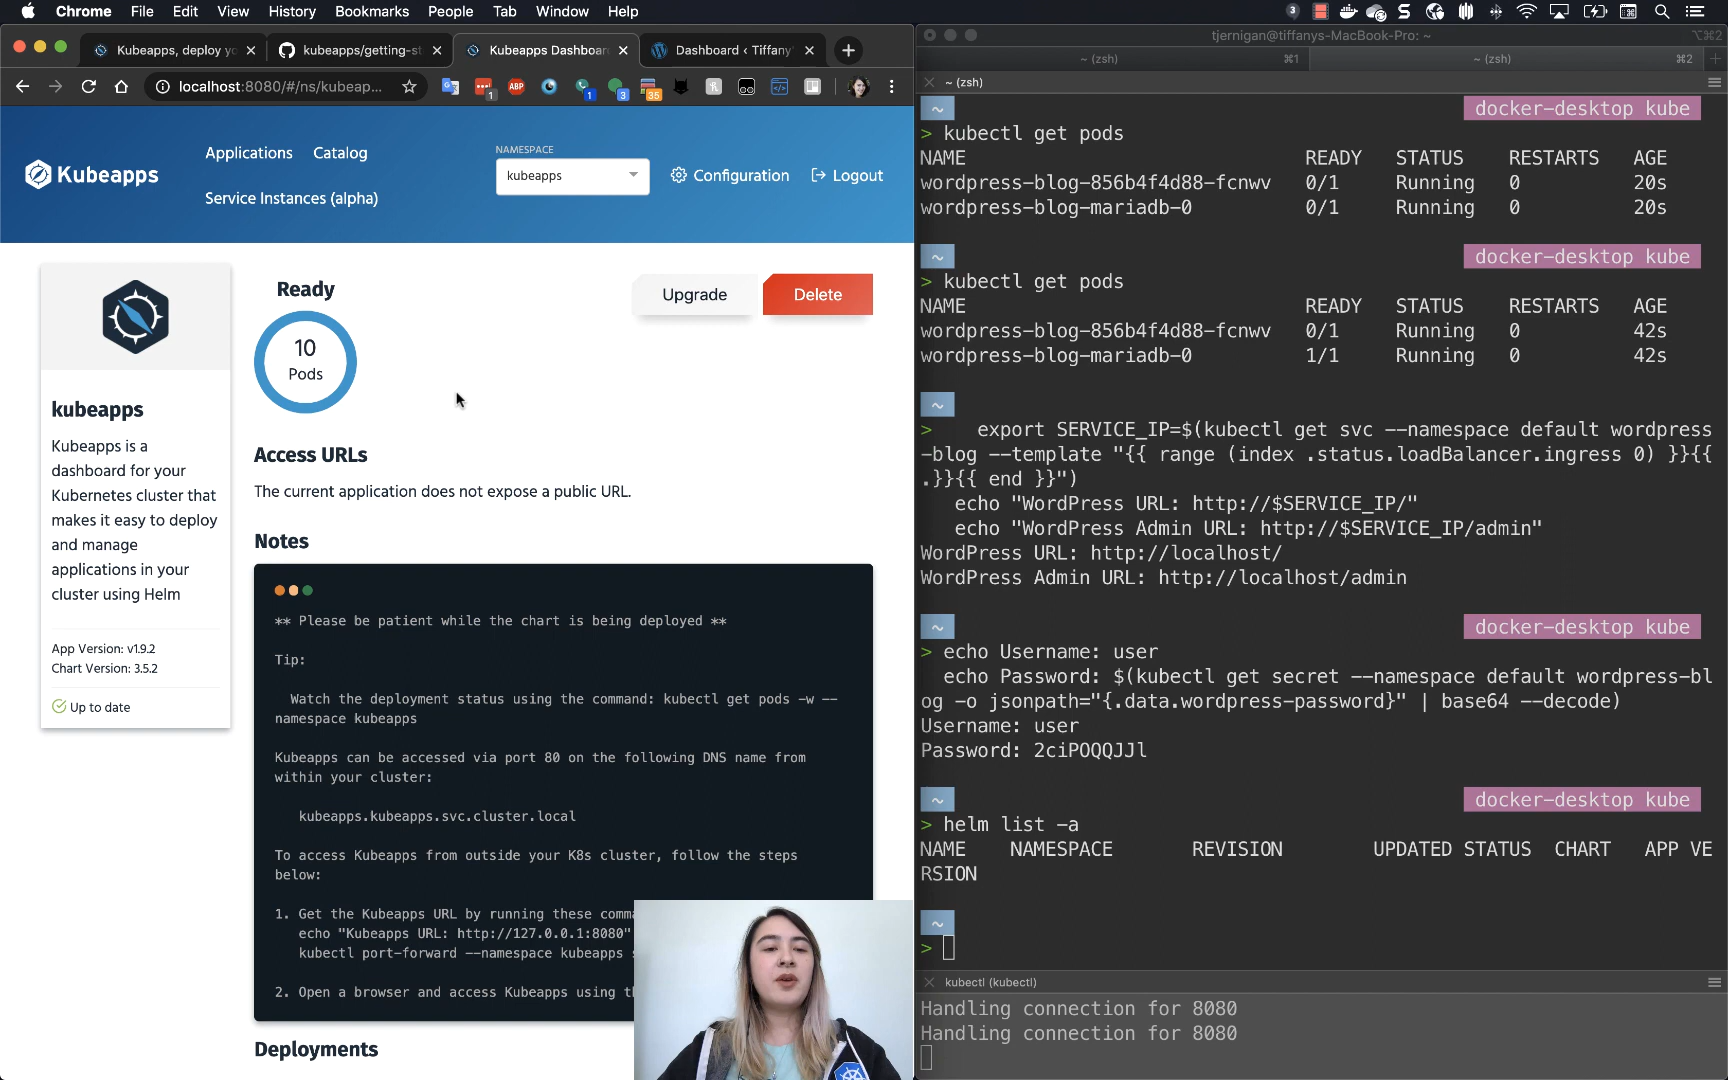 Chrome File Edit View History Bookmarks People Tab Window Help
3
Kubeapps, deploy yo
kubeapps/getting-st
Kubeapps Dashboar
Dashboard ‹ Tiffany'
localhost:8080/#/ns/kubeap...
1
ABP
1
3
35
Kubeapps
Applications Catalog
Service Instances (alpha)
NAMESPACE
kubeapps
Configuration
Logout
kubeapps
Kubeapps is a
dashboard for your
Kubernetes cluster that
makes it easy to deploy
and manage
applications in your
cluster using Helm
App Version: v1.9.2
Chart Version: 3.5.2
Up to date
Ready
10
Pods
Upgrade
Delete
Access URLs
The current application does not expose a public URL.
Notes
** Please be patient while the chart is being deployed **
Tip:
Watch the deployment status using the command: kubectl get pods -w --
namespace kubeapps
Kubeapps can be accessed via port 80 on the following DNS name from
within your cluster:
kubeapps.kubeapps.svc.cluster.local
To access Kubeapps from outside your K8s cluster, follow the steps
below:
1. Get the Kubeapps URL by running these comma
echo "Kubeapps URL: http://127.0.0.1:8080"
kubectl port-forward --namespace kubeapps s
2. Open a browser and access Kubeapps using th
Deployments
tjernigan@tiffanys-MacBook-Pro: ~
⌥⌘2
~ (zsh) ⌘1
~ (zsh) ⌘2
~ (zsh)
~ docker-desktop kube
> kubectl get pods
NAME READY STATUS RESTARTS AGE
wordpress-blog-856b4f4d88-fcnwv 0/1 Running 0 20s
wordpress-blog-mariadb-0 0/1 Running 0 20s
~ docker-desktop kube
> kubectl get pods
NAME READY STATUS RESTARTS AGE
wordpress-blog-856b4f4d88-fcnwv 0/1 Running 0 42s
wordpress-blog-mariadb-0 1/1 Running 0 42s
~
> export SERVICE_IP=$(kubectl get svc --namespace default wordpress
-blog --template "{{ range (index .status.loadBalancer.ingress 0) }}{{
.}}{{ end }}")
echo "WordPress URL: http://$SERVICE_IP/"
echo "WordPress Admin URL: http://$SERVICE_IP/admin"
WordPress URL: http://localhost/
WordPress Admin URL: http://localhost/admin
~ docker-desktop kube
> echo Username: user
echo Password: $(kubectl get secret --namespace default wordpress-bl
og -o jsonpath="{.data.wordpress-password}" | base64 --decode)
Username: user
Password: 2ciPOQQJJl
~ docker-desktop kube
> helm list -a
NAME NAMESPACE REVISION UPDATED STATUS CHART APP VE
RSION
~
>
kubectl (kubectl)
Handling connection for 8080
Handling connection for 8080